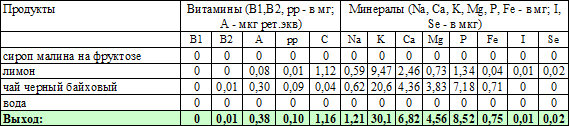 Продукты Витамины (B1,B2, pp - в мг; Минералы (Na, Ca, K, Mg, P, Fe - в мг; I,
A - мкг рет.экв) Se - в мкг)
B1 B2 A pp C Na K Ca Mg P Fe I Se
сироп малина на фруктозе 0 0 0 0 0 0 0 0 0 0 0 0 0
лимон 0 0 0,08 0,01 1,12 0,59 9,47 2,46 0,73 1,34 0,04 0,01 0,02
чай черный байховый 0 0,01 0,30 0,09 0,04 0,62 20,6 4,36 3,83 7,18 0,71 0 0
вода 0 0 0 0 0 0 0 0 0 0 0 0 0
Выход: 0 0,01 0,38 0,10 1,16 1,21 30,1 6,82 4,56 8,52 0,75 0,01 0,02